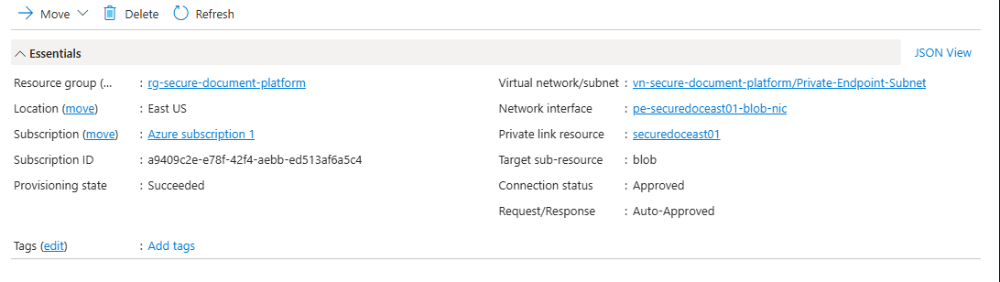 Move Delete Refresh
Essentials JSON View
Resource group (... : rg-secure-document-platform
Location (move) : East US
Subscription (move) : Azure subscription 1
Subscription ID : a9409c2e-e78f-42f4-aebb-ed513af6a5c4
Provisioning state : Succeeded
Virtual network/subnet : vn-secure-document-platform/Private-Endpoint-Subnet
Network interface : pe-securedoceast01-blob-nic
Private link resource : securedoceast01
Target sub-resource : blob
Connection status : Approved
Request/Response : Auto-Approved
Tags (edit) : Add tags